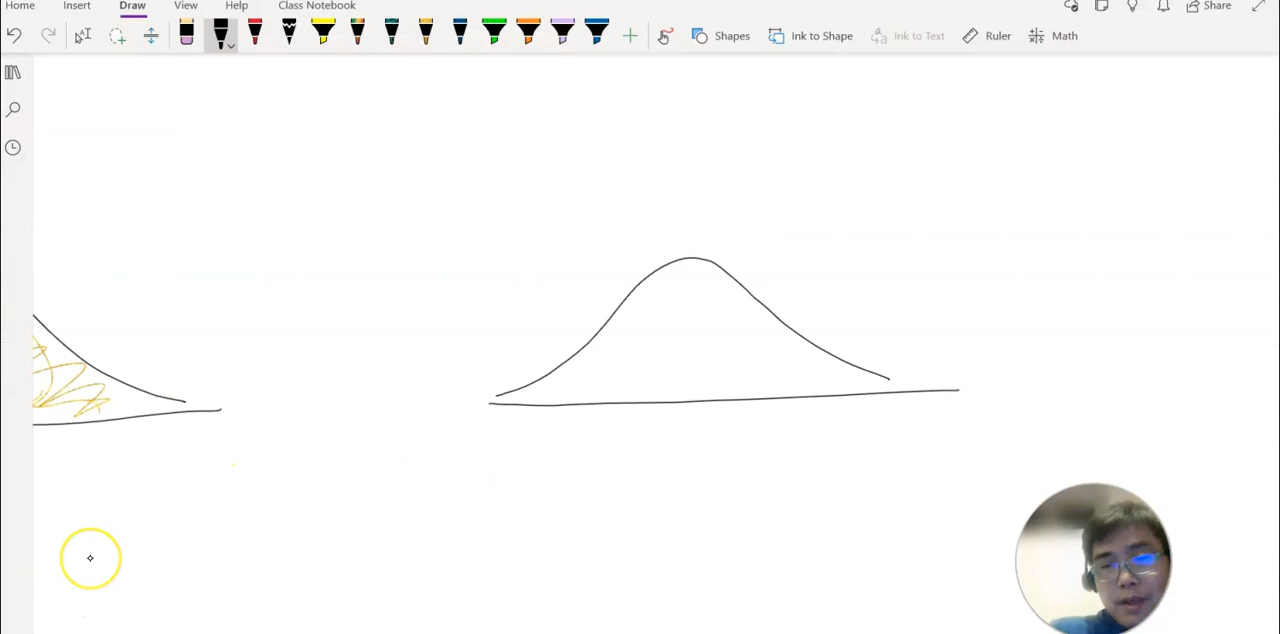 Home Insert Draw View Help Class Notebook Share
Shapes Ink to Shape Ink to Text Ruler Math